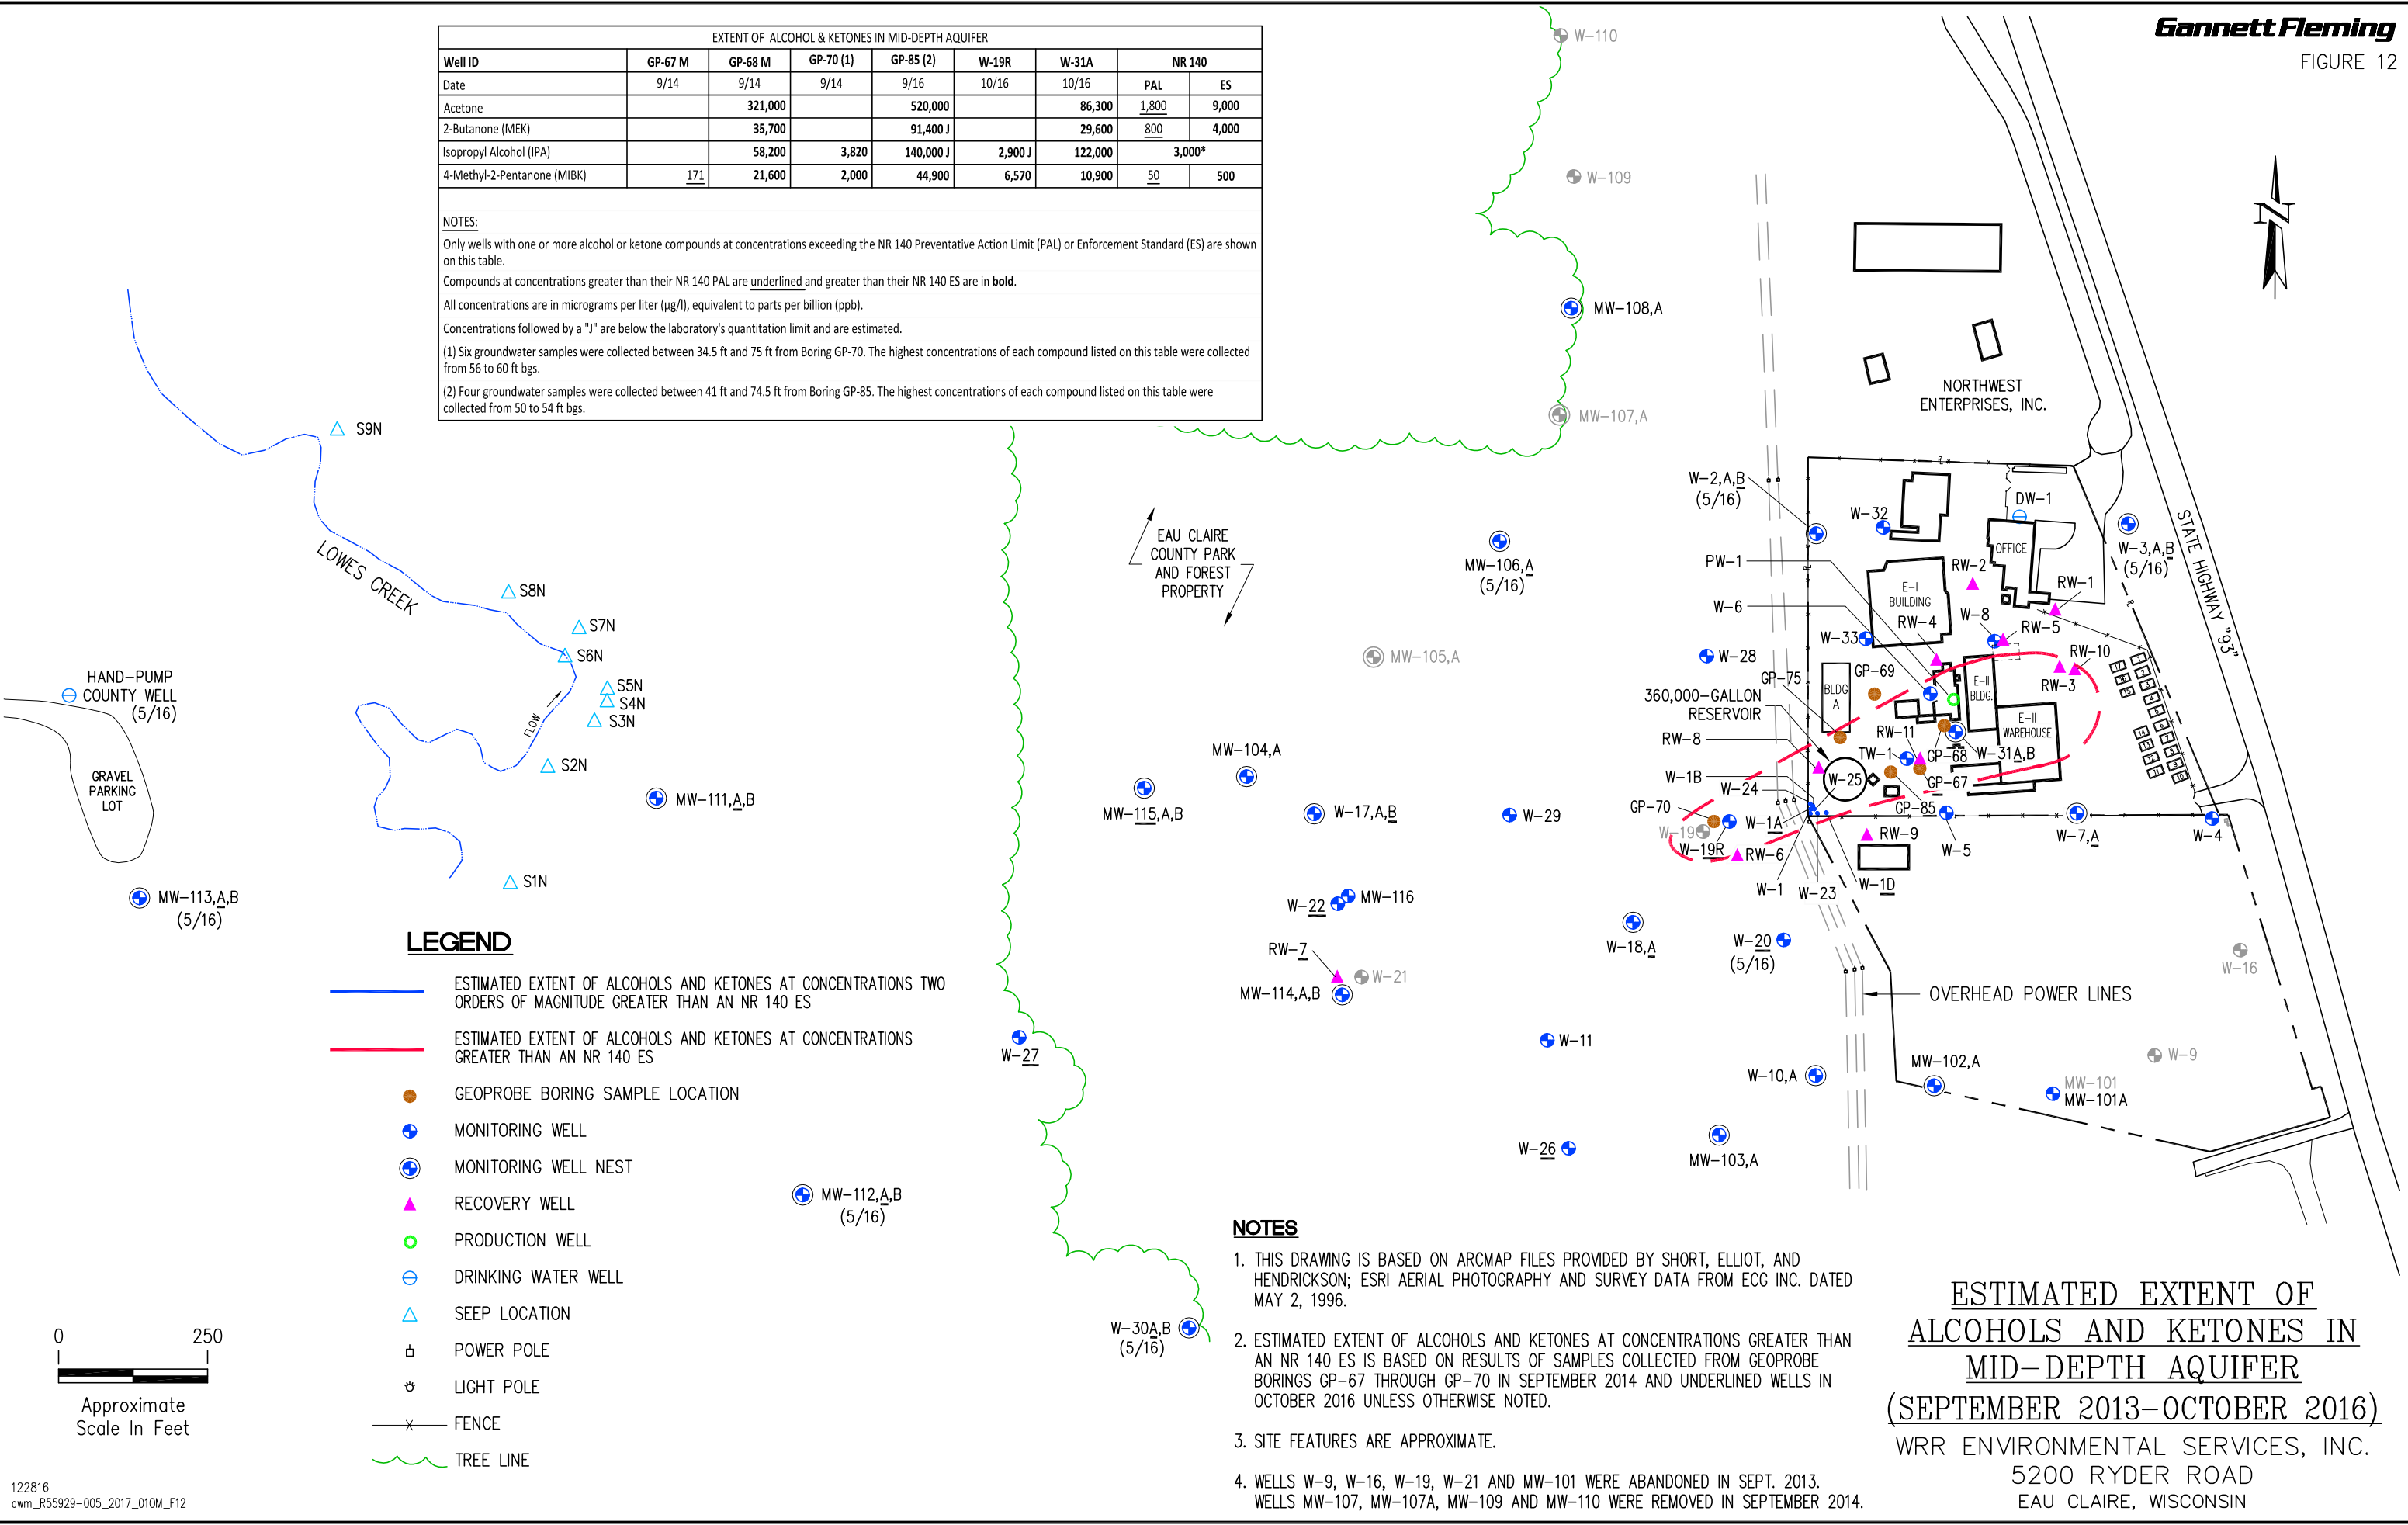 Gannett Fleming
FIGURE 12
EXTENT OF ALCOHOL & KETONES IN MID-DEPTH AQUIFER
Well ID GP-67 M GP-68 M GP-70 (1) GP-85 (2) W-19R W-31A NR 140
Date 9/14 9/14 9/14 9/16 10/16 10/16 PAL ES
Acetone 321,000 520,000 86,300 1,800 9,000
2-Butanone (MEK) 35,700 91,400 J 29,600 800 4,000
Isopropyl Alcohol (IPA) 58,200 3,820 140,000 J 2,900 J 122,000 3,000*
4-Methyl-2-Pentanone (MIBK) 171 21,600 2,000 44,900 6,570 10,900 50 500
NOTES:
Only wells with one or more alcohol or ketone compounds at concentrations exceeding the NR 140 Preventative Action Limit (PAL) or Enforcement Standard (ES) are shown
on this table.
Compounds at concentrations greater than their NR 140 PAL are underlined and greater than their NR 140 ES are in bold.
All concentrations are in micrograms per liter (µg/l), equivalent to parts per billion (ppb).
Concentrations followed by a "J" are below the laboratory's quantitation limit and are estimated.
(1) Six groundwater samples were collected between 34.5 ft and 75 ft from Boring GP-70. The highest concentrations of each compound listed on this table were collected
from 56 to 60 ft bgs.
(2) Four groundwater samples were collected between 41 ft and 74.5 ft from Boring GP-85. The highest concentrations of each compound listed on this table were
collected from 50 to 54 ft bgs.
W-110
W-109
MW-108,A
MW-107,A
N
NORTHWEST
ENTERPRISES, INC.
STATE HIGHWAY "93"
S9N
LOWES CREEK
S8N
S7N
S6N
S5N
S4N
S3N
S2N
S1N
FLOW
HAND-PUMP
COUNTY WELL
(5/16)
GRAVEL
PARKING
LOT
MW-113,A,B
(5/16)
MW-111,A,B
EAU CLAIRE
COUNTY PARK
AND FOREST
PROPERTY
MW-106,A
(5/16)
MW-105,A
MW-104,A
MW-115,A,B
W-17,A,B
W-29
W-28
W-2,A,B
(5/16)
W-32
DW-1
OFFICE
W-3,A,B
(5/16)
PW-1
RW-2
RW-1
E-I
BUILDING
W-6
W-8
RW-4
RW-5
W-33
RW-10
GP-75
GP-69
RW-3
360,000-GALLON
RESERVOIR
BLDG
A
E-II
BLDG.
E-II
WAREHOUSE
RW-8
RW-11
TW-1
GP-68
W-31A,B
W-1B
W-25
GP-67
W-24
GP-70
GP-85
W-19
W-1A
RW-9
W-7,A
W-4
W-19R
RW-6
W-5
W-1
W-23
W-1D
W-22
MW-116
RW-7
W-21
MW-114,A,B
W-18,A
W-20
(5/16)
W-16
OVERHEAD POWER LINES
W-27
W-11
W-9
W-10,A
MW-102,A
MW-101
MW-101A
W-26
MW-103,A
MW-112,A,B
(5/16)
W-30A,B
(5/16)
LEGEND
ESTIMATED EXTENT OF ALCOHOLS AND KETONES AT CONCENTRATIONS TWO
ORDERS OF MAGNITUDE GREATER THAN AN NR 140 ES
ESTIMATED EXTENT OF ALCOHOLS AND KETONES AT CONCENTRATIONS
GREATER THAN AN NR 140 ES
GEOPROBE BORING SAMPLE LOCATION
MONITORING WELL
MONITORING WELL NEST
RECOVERY WELL
PRODUCTION WELL
DRINKING WATER WELL
SEEP LOCATION
POWER POLE
LIGHT POLE
FENCE
TREE LINE
0 250
Approximate
Scale In Feet
122816
awm_R55929-005_2017_010M_F12
NOTES
1. THIS DRAWING IS BASED ON ARCMAP FILES PROVIDED BY SHORT, ELLIOT, AND
HENDRICKSON; ESRI AERIAL PHOTOGRAPHY AND SURVEY DATA FROM ECG INC. DATED
MAY 2, 1996.
2. ESTIMATED EXTENT OF ALCOHOLS AND KETONES AT CONCENTRATIONS GREATER THAN
AN NR 140 ES IS BASED ON RESULTS OF SAMPLES COLLECTED FROM GEOPROBE
BORINGS GP-67 THROUGH GP-70 IN SEPTEMBER 2014 AND UNDERLINED WELLS IN
OCTOBER 2016 UNLESS OTHERWISE NOTED.
3. SITE FEATURES ARE APPROXIMATE.
4. WELLS W-9, W-16, W-19, W-21 AND MW-101 WERE ABANDONED IN SEPT. 2013.
WELLS MW-107, MW-107A, MW-109 AND MW-110 WERE REMOVED IN SEPTEMBER 2014.
ESTIMATED EXTENT OF
ALCOHOLS AND KETONES IN
MID-DEPTH AQUIFER
(SEPTEMBER 2013-OCTOBER 2016)
WRR ENVIRONMENTAL SERVICES, INC.
5200 RYDER ROAD
EAU CLAIRE, WISCONSIN